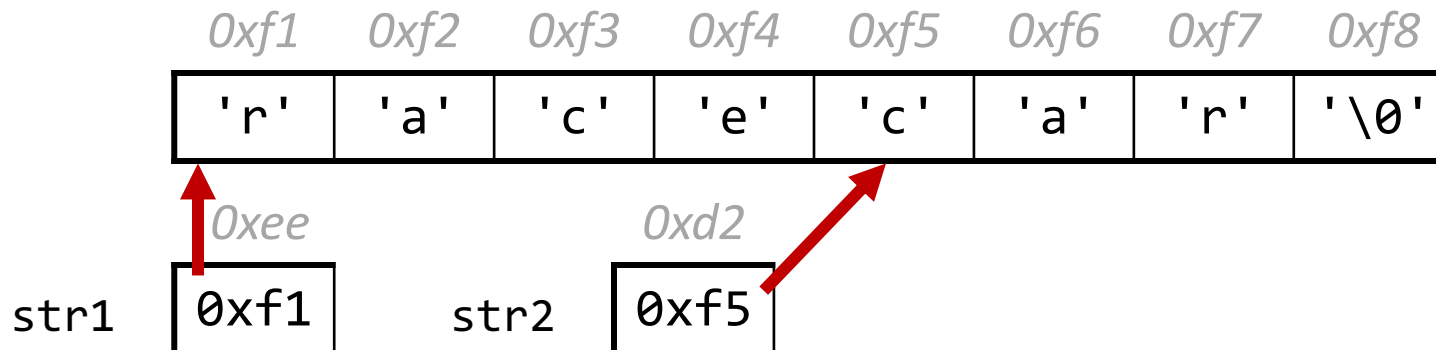 0xf1 0xf2 0xf3 0xf4 0xf5 0xf6 0xf7 0xf8
'r' 'a' 'c' 'e' 'c' 'a' 'r' '\0'
0xee 0xd2
str1 0xf1 str2 0xf5